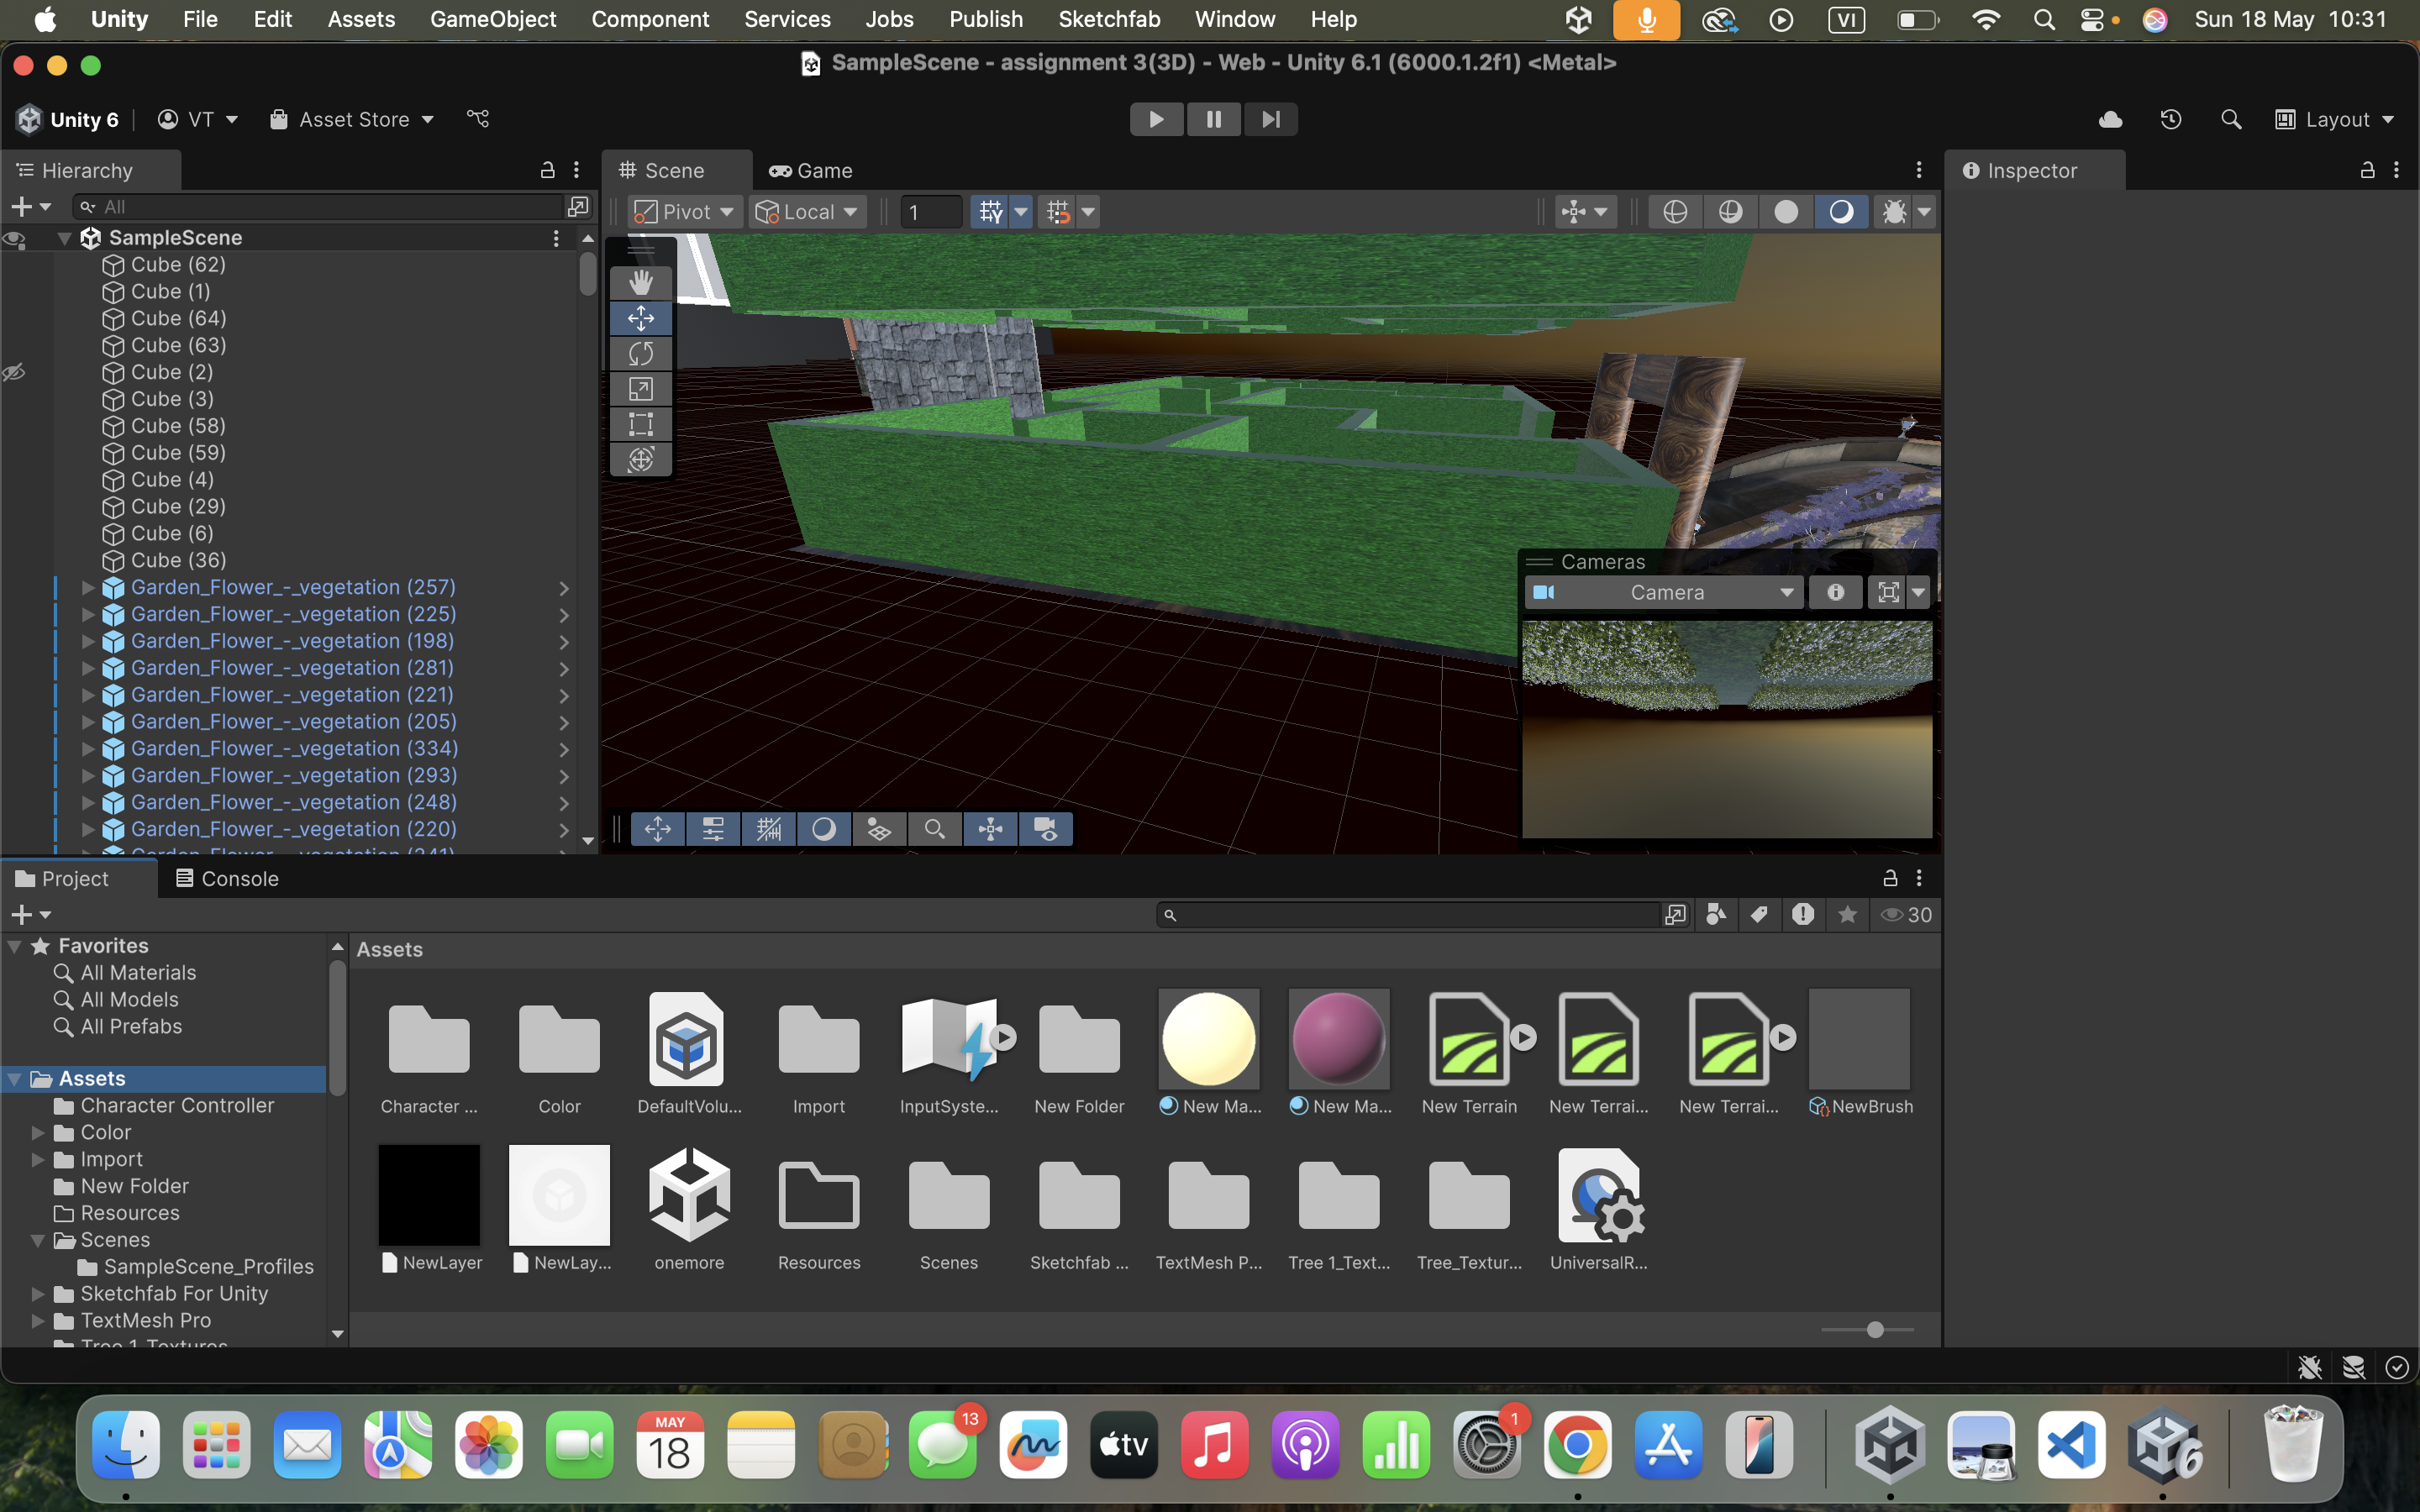 Unity File Edit Assets GameObject Component Services Jobs Publish Sketchfab Window Help VI Sun 18 May 10:31
SampleScene - assignment 3(3D) - Web - Unity 6.1 (6000.1.2f1) <Metal>
Unity 6 VT Asset Store Layout
Hierarchy
All
SampleScene
Cube (62)
Cube (1)
Cube (64)
Cube (63)
Cube (2)
Cube (3)
Cube (58)
Cube (59)
Cube (4)
Cube (29)
Cube (6)
Cube (36)
Garden_Flower_-_vegetation (257)
Garden_Flower_-_vegetation (225)
Garden_Flower_-_vegetation (198)
Garden_Flower_-_vegetation (281)
Garden_Flower_-_vegetation (221)
Garden_Flower_-_vegetation (205)
Garden_Flower_-_vegetation (334)
Garden_Flower_-_vegetation (293)
Garden_Flower_-_vegetation (248)
Garden_Flower_-_vegetation (220)
Scene Game
Pivot Local 1
Cameras
Camera
Inspector
Project Console
30
Favorites
All Materials
All Models
All Prefabs
Assets
Character Controller
Color
Import
New Folder
Resources
Scenes
SampleScene_Profiles
Sketchfab For Unity
TextMesh Pro
Tree 1 Textures
Assets
Character ... Color DefaultVolu... Import InputSyste... New Folder New Ma... New Ma... New Terrain New Terrai... New Terrai... NewBrush
NewLayer NewLay... onemore Resources Scenes Sketchfab ... TextMesh P... Tree 1_Text... Tree_Textur... UniversalR...
MAY
18
13
tv
1
6